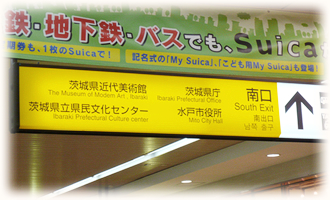 鉄・地下鉄・バスでも、Suica
期券も、1枚のSuicaで！ 記名式の「My Suica」、「こども用My Suica」も登場！
茨城県近代美術館
The Museum of Modern Art, Ibaraki
茨城県庁
Ibaraki Prefectural Office
茨城県立県民文化センター
Ibaraki Prefectural Culture center
水戸市役所
Mito City Hall
南口
South Exit
南出口